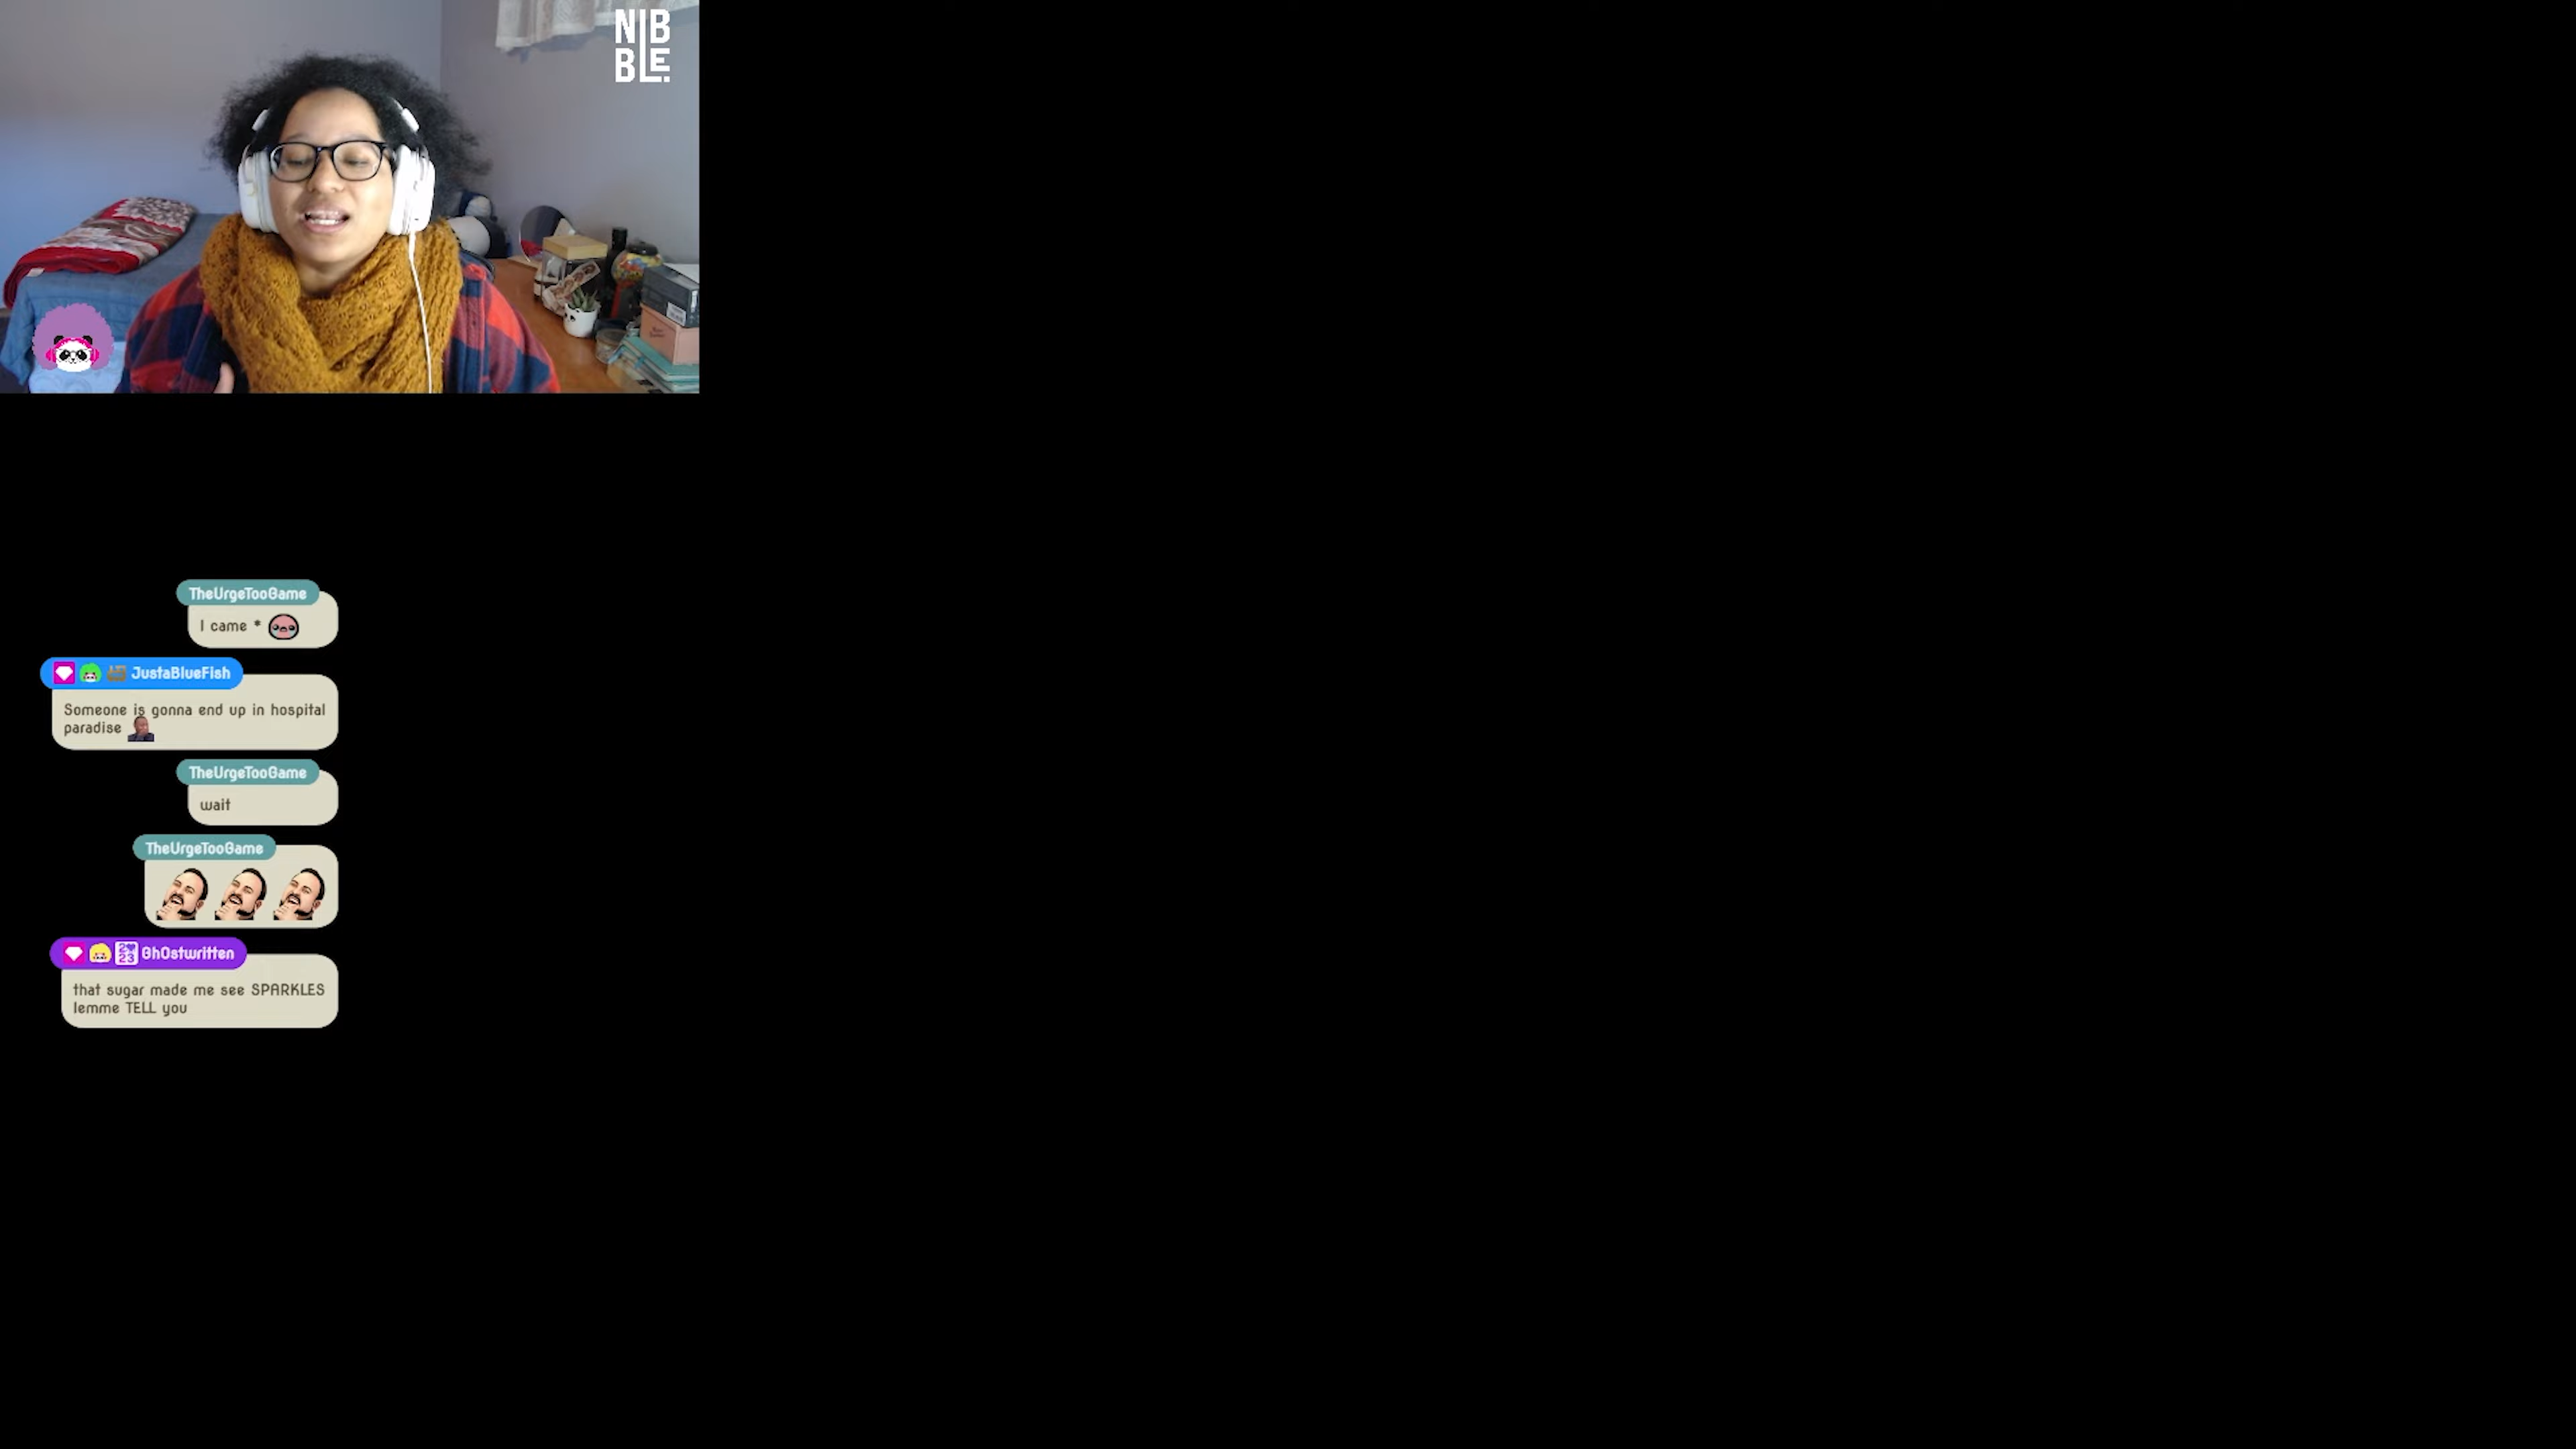 NIB
BLE.
TheUrgeTooGame
I came *
JustaBlueFish
Someone is gonna end up in hospital
paradise
TheUrgeTooGame
wait
TheUrgeTooGame
2023
Gh0stwritten
that sugar made me see SPARKLES
lemme TELL you